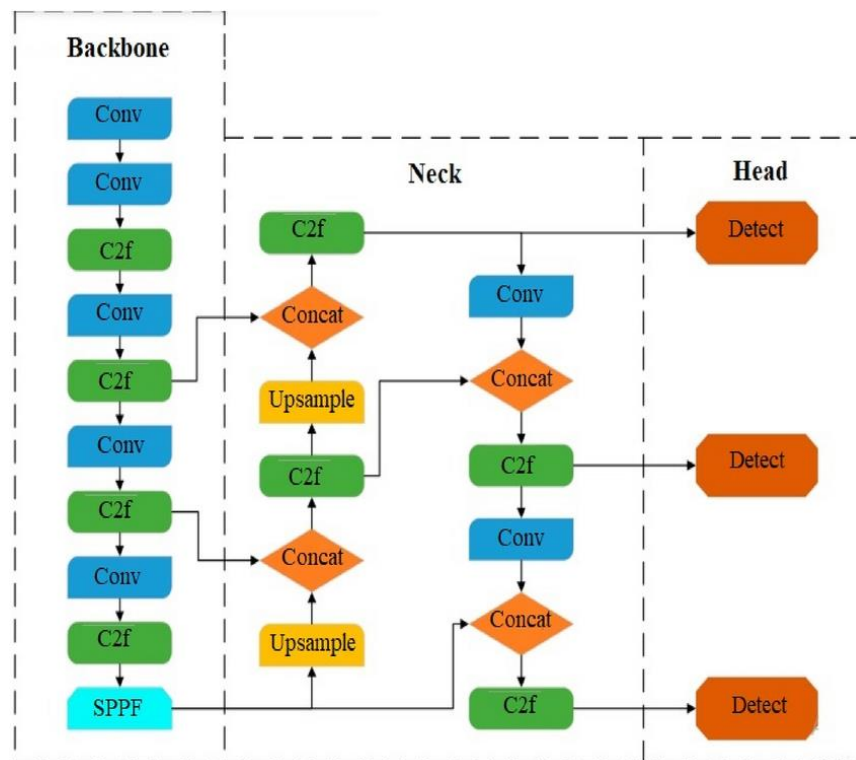 Backbone
Conv
Conv
C2f
Conv
C2f
Conv
C2f
Conv
C2f
SPPF
Neck
C2f
Concat
Upsample
C2f
Concat
Upsample
Conv
Concat
C2f
Conv
Concat
C2f
Head
Detect
Detect
Detect